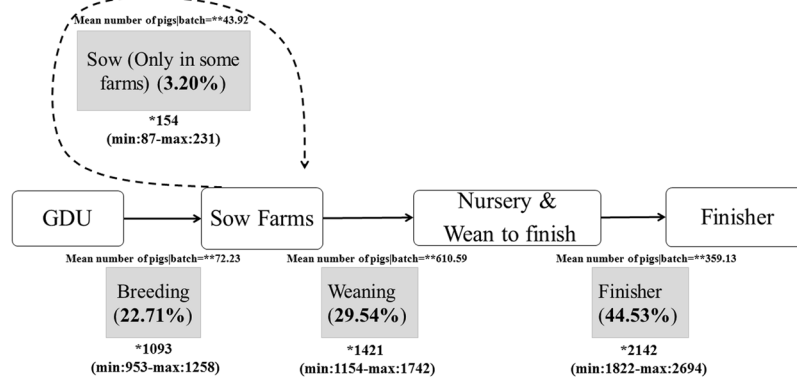 Mean number of pigs|batch=**43.92
Sow (Only in some
farms) (3.20%)
*154
(min:87-max:231)
GDU
Sow Farms
Nursery &
Wean to finish
Finisher
Mean number of pigs|batch=**72.23
Mean number of pigs|batch=**610.59
Mean number of pigs|batch=**359.13
Breeding
(22.71%)
Weaning
(29.54%)
Finisher
(44.53%)
*1093
(min:953-max:1258)
*1421
(min:1154-max:1742)
*2142
(min:1822-max:2694)